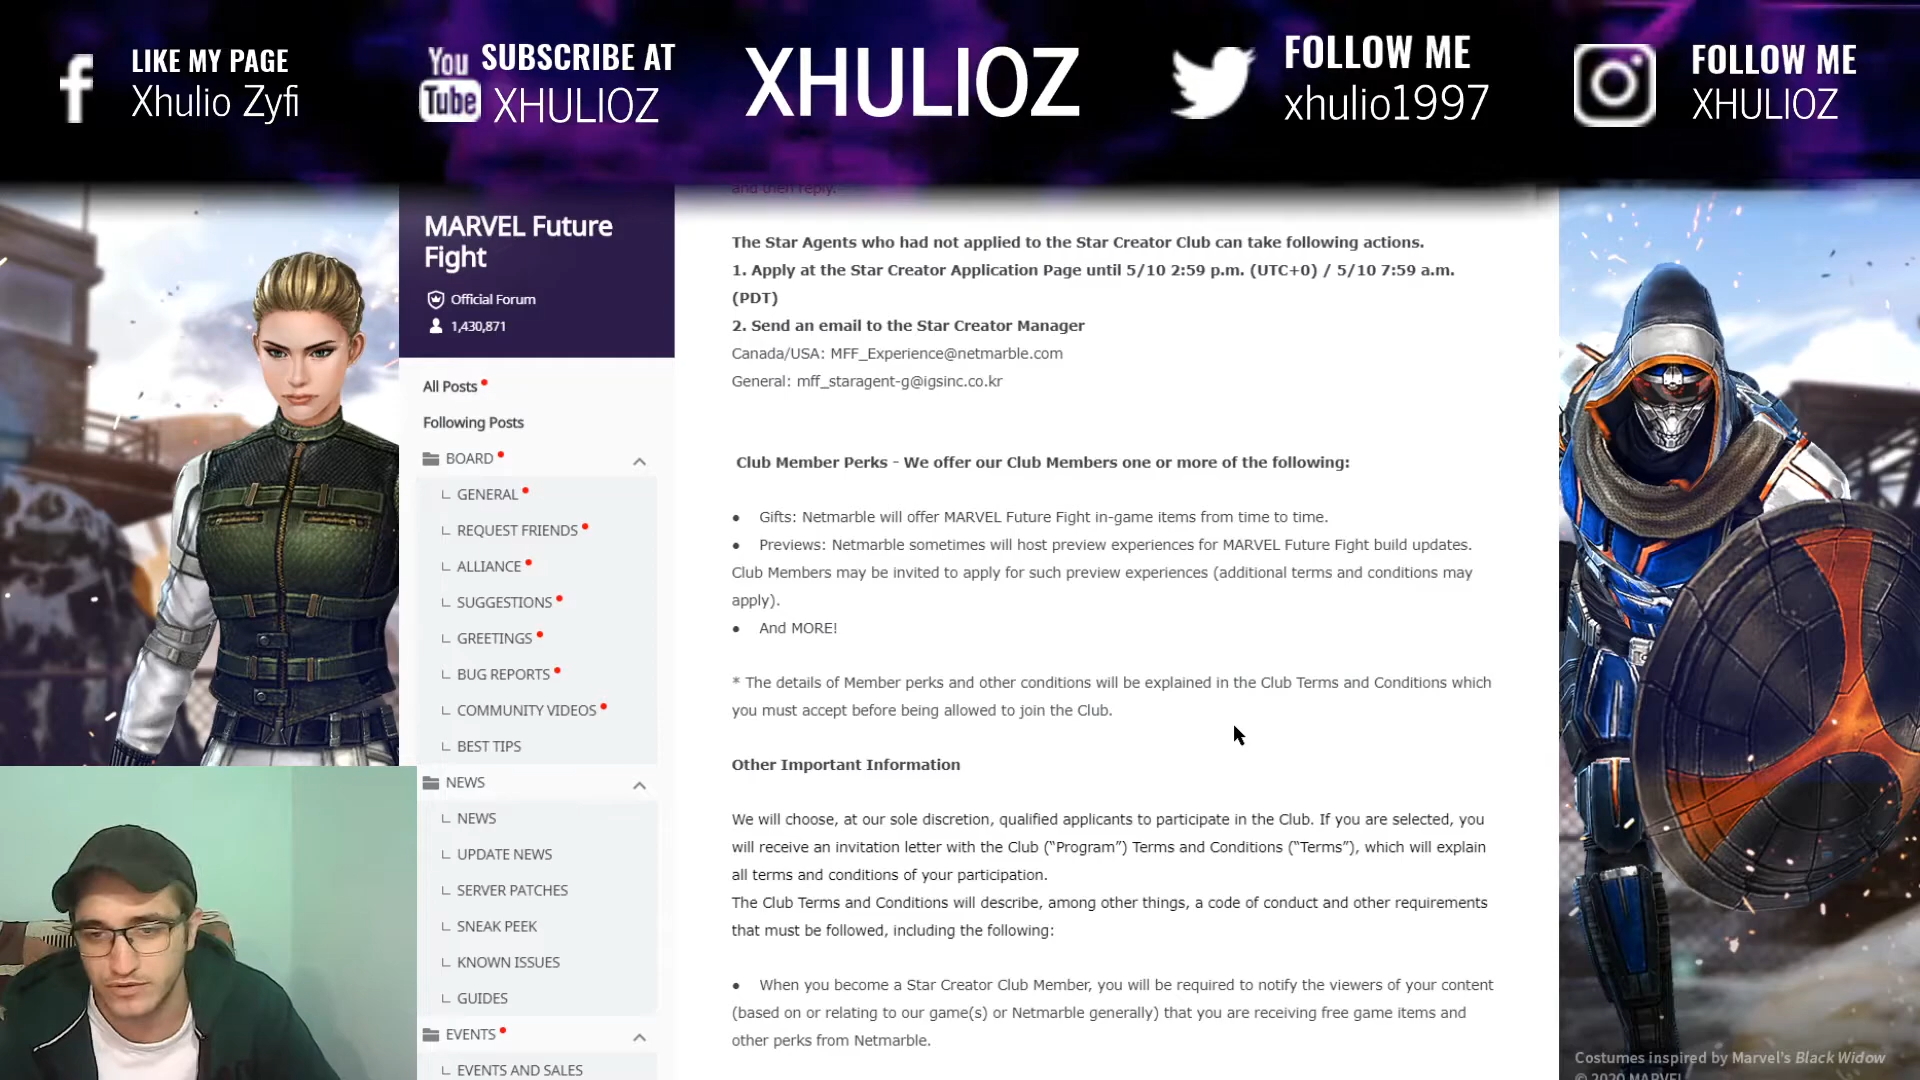 LIKE MY PAGE
Xhulio Zyfi
You
Tube
SUBSCRIBE AT
XHULIOZ
XHULIOZ
FOLLOW ME
xhulio1997
FOLLOW ME
XHULIOZ
MARVEL Future
Fight
Official Forum
1,430,871
All Posts
Following Posts
BOARD
GENERAL
REQUEST FRIENDS
ALLIANCE
SUGGESTIONS
GREETINGS
BUG REPORTS
COMMUNITY VIDEOS
BEST TIPS
NEWS
NEWS
UPDATE NEWS
SERVER PATCHES
SNEAK PEEK
KNOWN ISSUES
GUIDES
EVENTS
EVENTS AND SALES
and then reply.
The Star Agents who had not applied to the Star Creator Club can take following actions.
1. Apply at the Star Creator Application Page until 5/10 2:59 p.m. (UTC+0) / 5/10 7:59 a.m.
(PDT)
2. Send an email to the Star Creator Manager
Canada/USA: MFF_Experience@netmarble.com
General: mff_staragent-g@igsinc.co.kr
Club Member Perks - We offer our Club Members one or more of the following:
● Gifts: Netmarble will offer MARVEL Future Fight in-game items from time to time.
● Previews: Netmarble sometimes will host preview experiences for MARVEL Future Fight build updates.
Club Members may be invited to apply for such preview experiences (additional terms and conditions may
apply).
● And MORE!
* The details of Member perks and other conditions will be explained in the Club Terms and Conditions which
you must accept before being allowed to join the Club.
Other Important Information
We will choose, at our sole discretion, qualified applicants to participate in the Club. If you are selected, you
will receive an invitation letter with the Club (“Program”) Terms and Conditions (“Terms”), which will explain
all terms and conditions of your participation.
The Club Terms and Conditions will describe, among other things, a code of conduct and other requirements
that must be followed, including the following:
● When you become a Star Creator Club Member, you will be required to notify the viewers of your content
(based on or relating to our game(s) or Netmarble generally) that you are receiving free game items and
other perks from Netmarble.
Costumes inspired by Marvel's Black Widow
© 2020 MARVEL